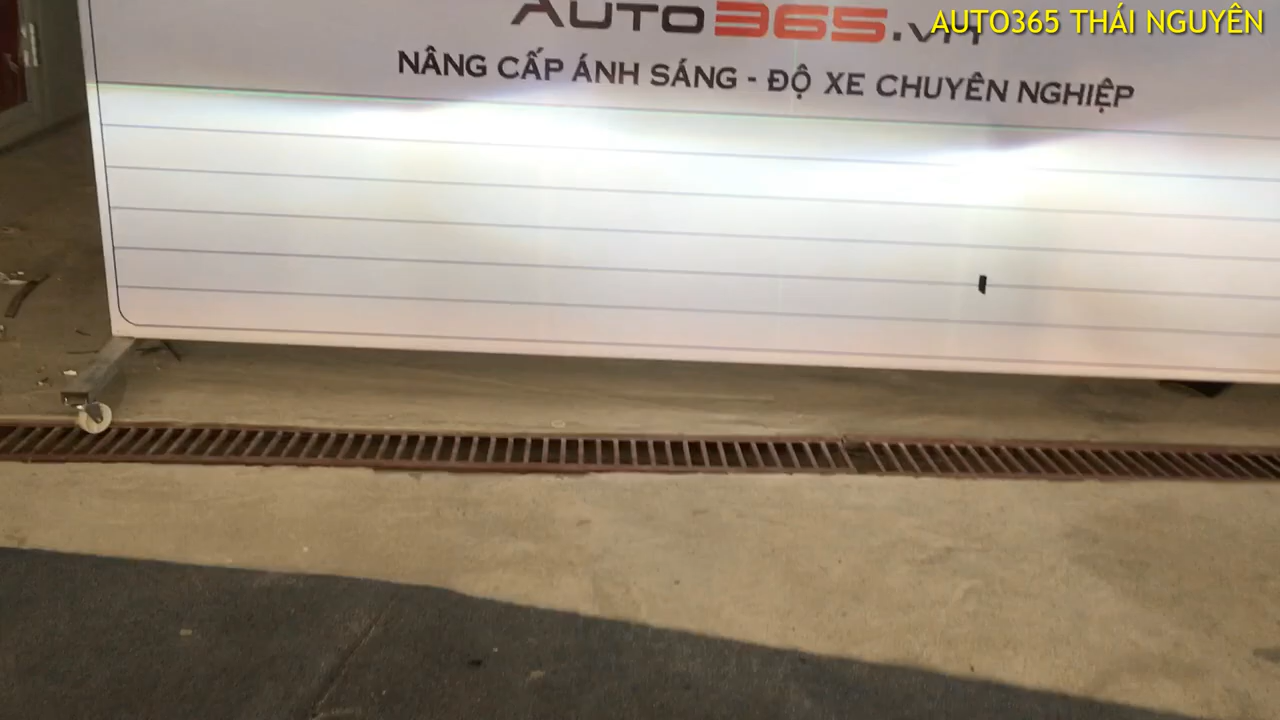 AUTO365.vn
AUTO365 THÁI NGUYÊN
NÂNG CẤP ÁNH SÁNG - ĐỘ XE CHUYÊN NGHIỆP